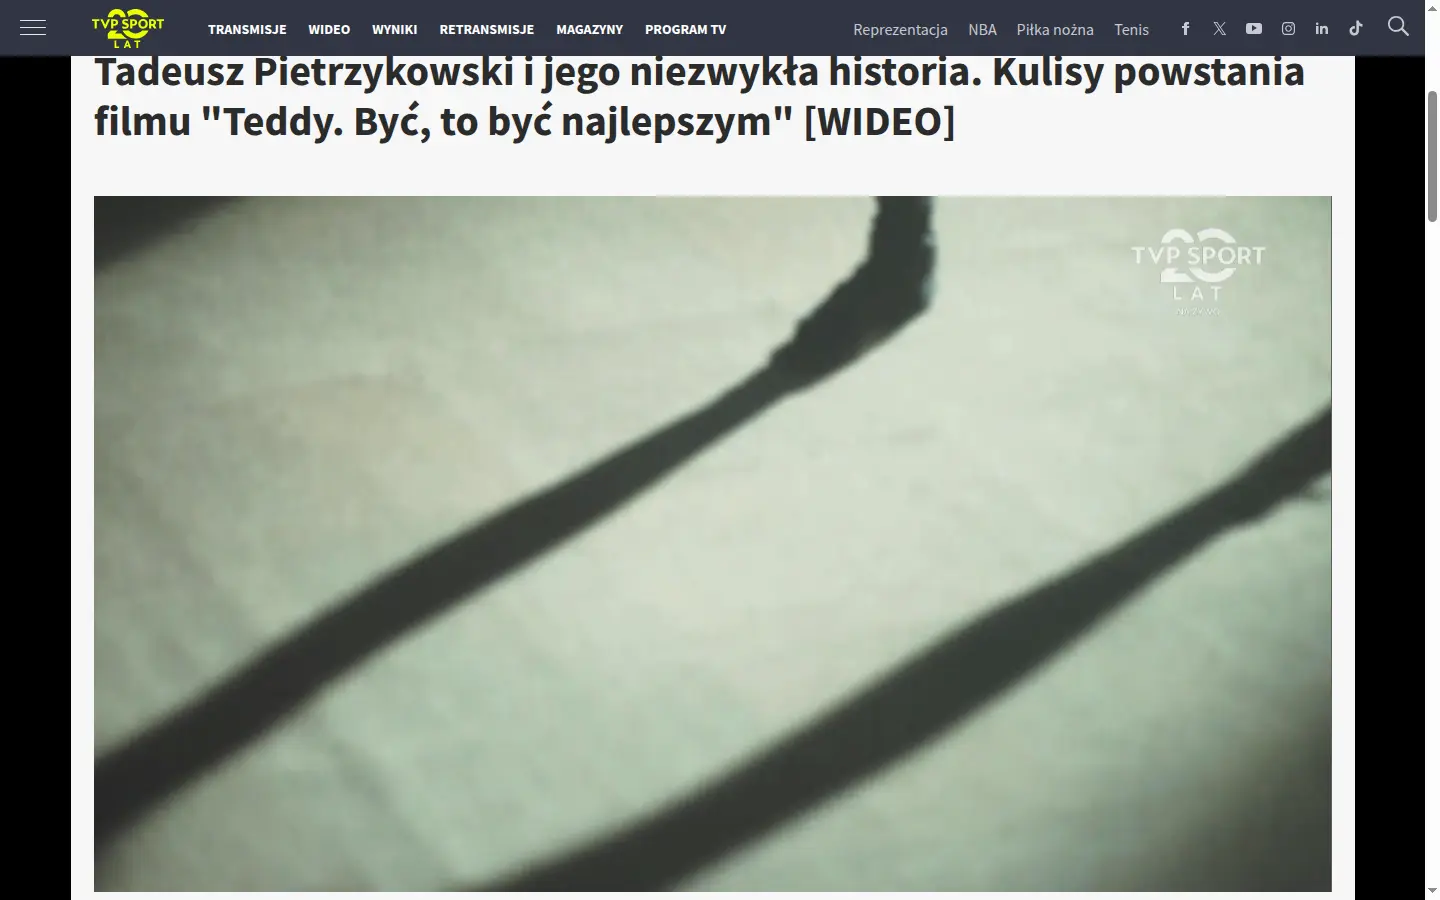 TVP SPORT
20
LAT
TRANSMISJE WIDEO WYNIKI RETRANSMISJE MAGAZYNY PROGRAM TV Reprezentacja NBA Piłka nożna Tenis
Tadeusz Pietrzykowski i jego niezwykła historia. Kulisy powstania
filmu "Teddy. Być, to być najlepszym" [WIDEO]
20
TVP SPORT
LAT